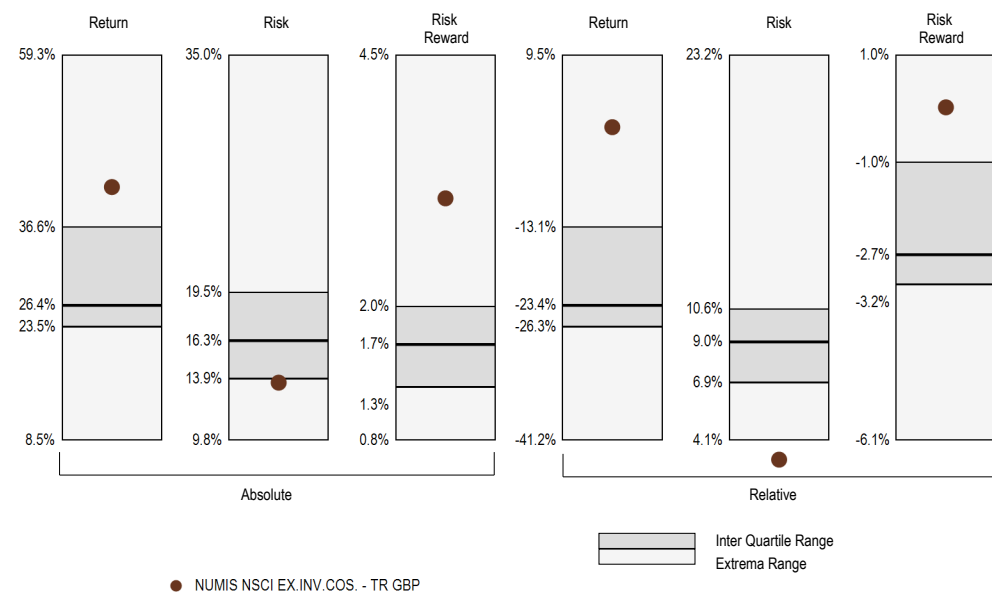 Return
Risk
Risk
Reward
Return
Risk
Risk
Reward
59.3%
36.6%
26.4%
23.5%
8.5%
35.0%
19.5%
16.3%
13.9%
9.8%
4.5%
2.0%
1.7%
1.3%
0.8%
9.5%
-13.1%
-23.4%
-26.3%
-41.2%
23.2%
10.6%
9.0%
6.9%
4.1%
1.0%
-1.0%
-2.7%
-3.2%
-6.1%
Absolute
Relative
Inter Quartile Range
Extrema Range
NUMIS NSCI EX.INV.COS. - TR GBP